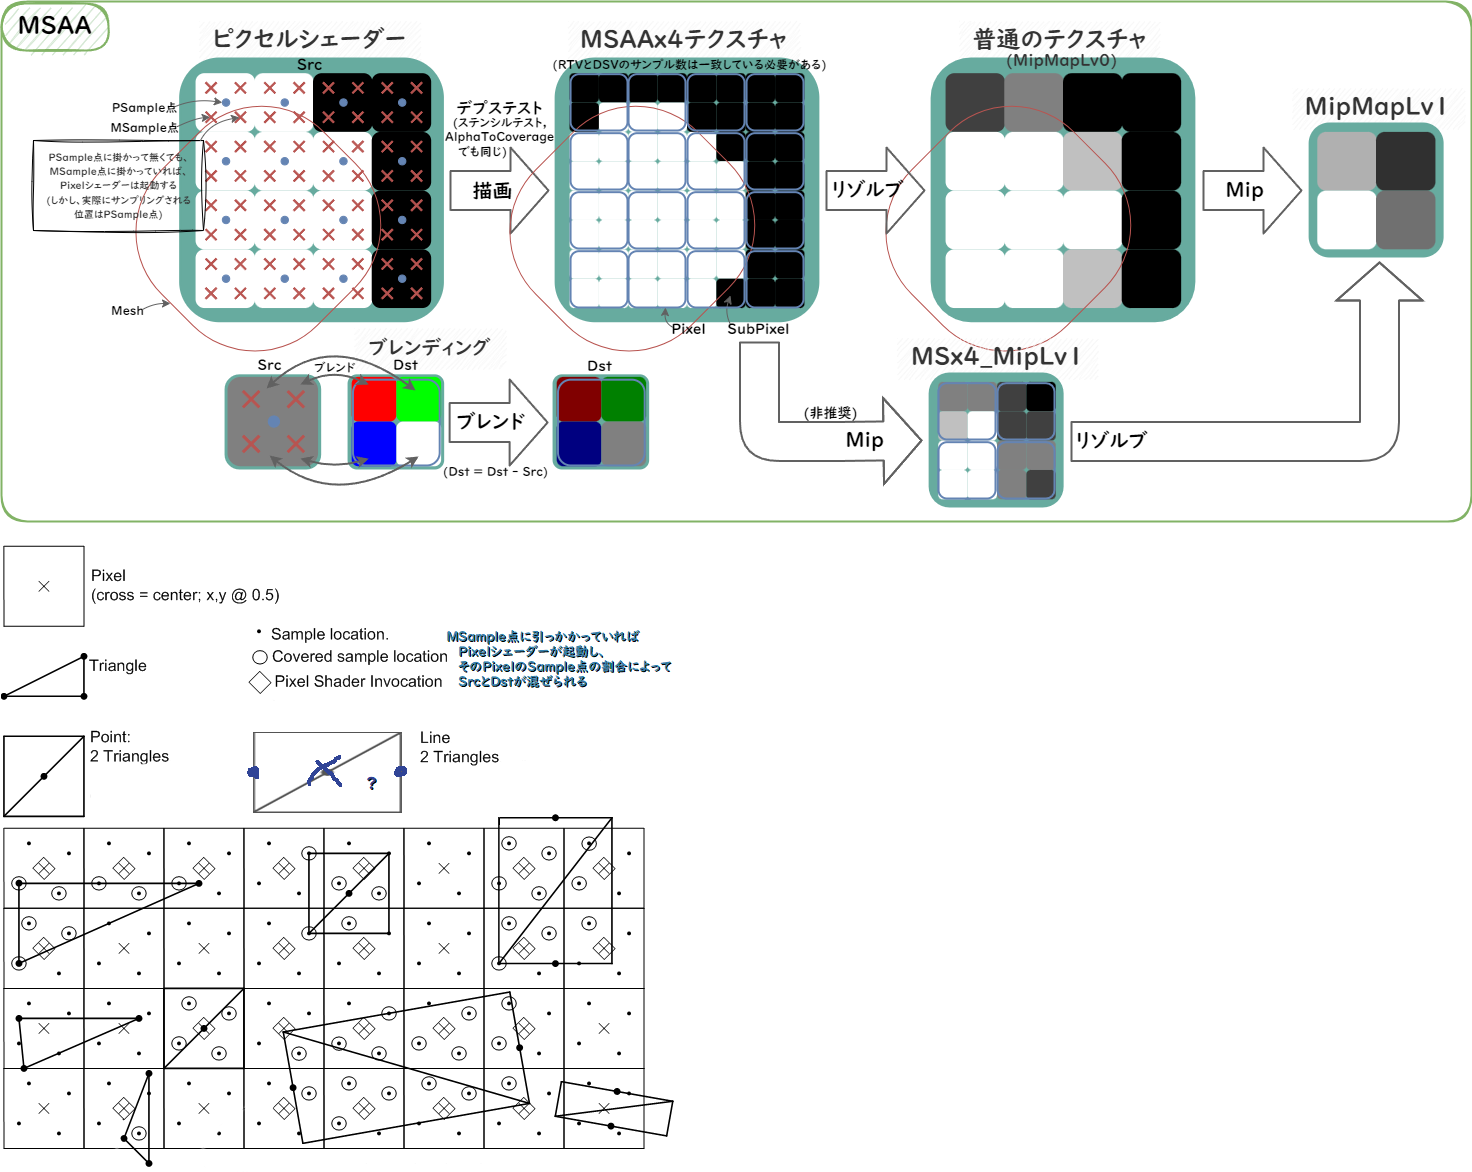 MSAA
ピクセルシェーダー
Src
MSAAx4テクスチャ
(RTVとDSVのサンプル数は一致している必要がある)
普通のテクスチャ
(MipMapLv0)
MipMapLv1
PSample点
MSample点
PSample点に掛かって無くても、
MSample点に掛かっていれば、
Pixelシェーダーは起動する
(しかし、実際にサンプリングされる
位置はPSample点)
Mesh
デプステスト
(ステンシルテスト,
AlphaToCoverage
でも同じ)
描画
リゾルブ
Mip
Pixel
SubPixel
ブレンディング
Src
ブレンド
Dst
ブレンド
(Dst = Dst - Src)
Dst
MSx4_MipLv1
(非推奨)
Mip
リゾルブ
Pixel
(cross = center; x,y @ 0.5)
Triangle
Sample location.
Covered sample location
Pixel Shader Invocation
MSample点に引っかかっていれば
Pixelシェーダーが起動し、
そのPixelのSample点の割合によって
SrcとDstが混ぜられる
Point:
2 Triangles
?
Line
2 Triangles